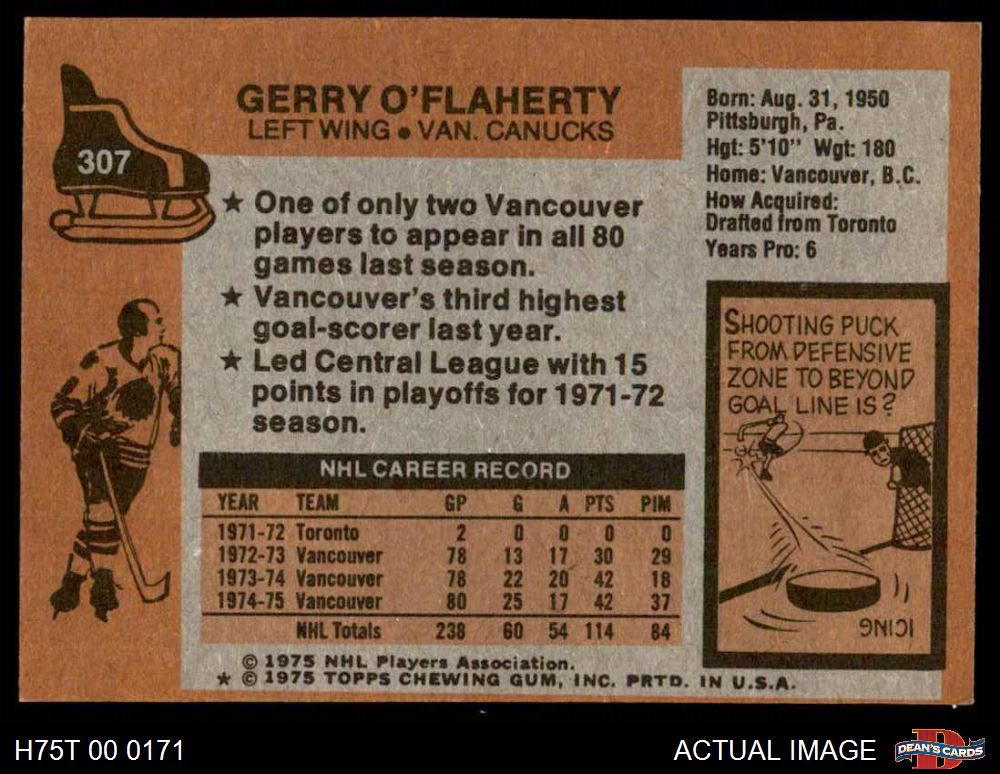 GERRY O'FLAHERTY
LEFT WING • VAN. CANUCKS
307
Born: Aug. 31, 1950
Pittsburgh, Pa.
Hgt: 5'10" Wgt: 180
Home: Vancouver, B.C.
How Acquired:
Drafted from Toronto
Years Pro: 6
★ One of only two Vancouver
players to appear in all 80
games last season.
★ Vancouver's third highest
goal-scorer last year.
★ Led Central League with 15
points in playoffs for 1971-72
season.
SHOOTING PUCK
FROM DEFENSIVE
ZONE TO BEYOND
GOAL LINE IS?
ICING
NHL CAREER RECORD
YEAR TEAM GP G A PTS PIM
1971-72 Toronto 2 0 0 0 0
1972-73 Vancouver 78 13 17 30 29
1973-74 Vancouver 78 22 20 42 18
1974-75 Vancouver 80 25 17 42 37
NHL Totals 238 60 54 114 84
© 1975 NHL Players Association.
★ © 1975 TOPPS CHEWING GUM, INC. PRTD. IN U.S.A.
H75T 00 0171
ACTUAL IMAGE
DEAN'S CARDS